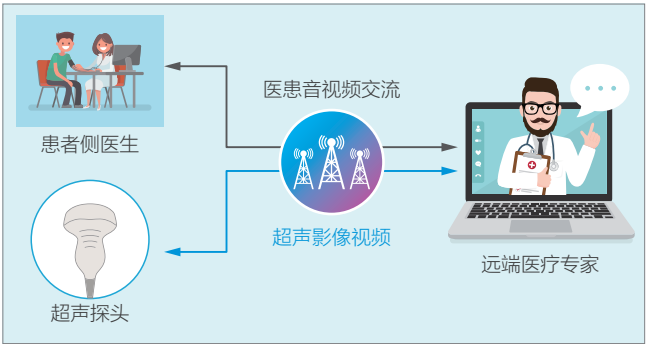 医患音视频交流
患者侧医生
超声影像视频
远端医疗专家
超声探头